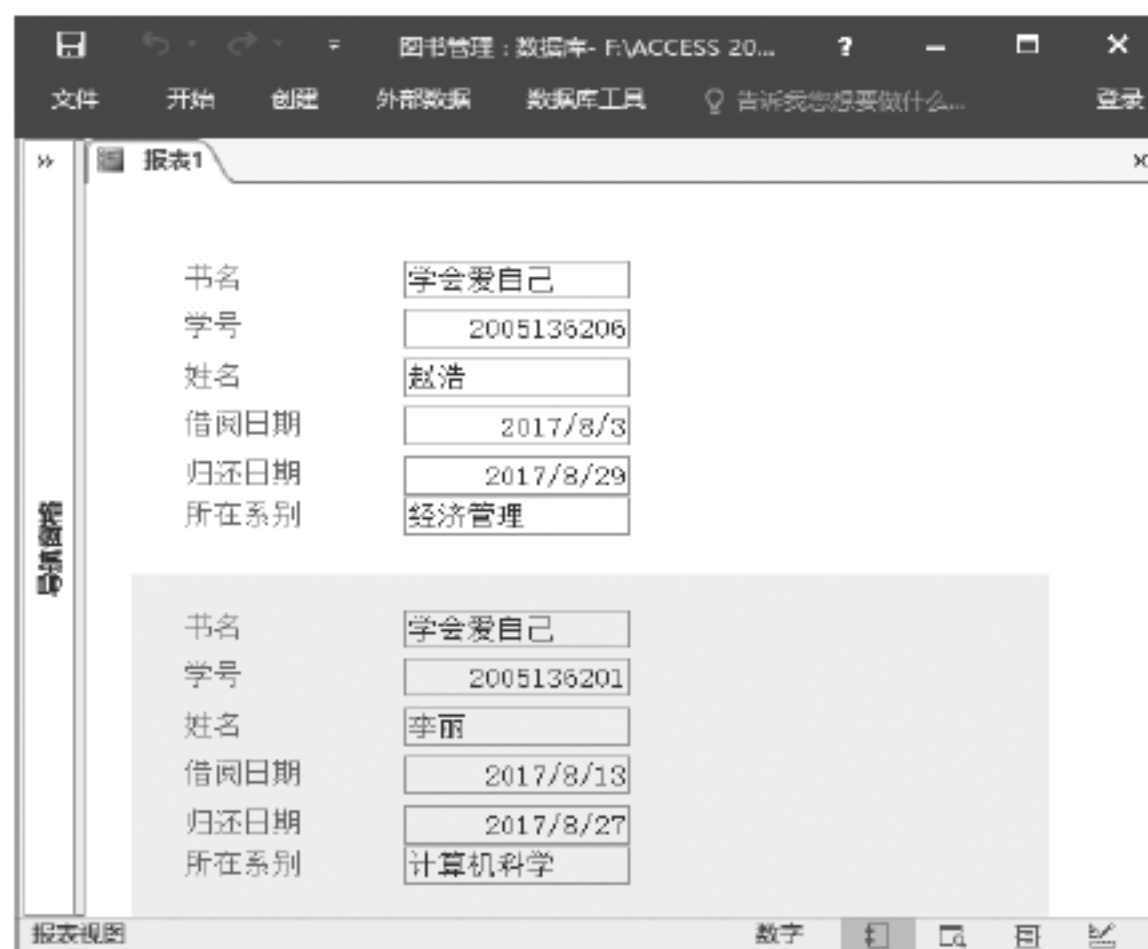 图书管理：数据库- F:\ACCESS 20... ?
文件 开始 创建 外部数据 数据库工具 告诉我您想要做什么... 登录
报表1
导航窗格
书名 学会爱自己
学号 2005136206
姓名 赵浩
借阅日期 2017/8/3
归还日期 2017/8/29
所在系别 经济管理
书名 学会爱自己
学号 2005136201
姓名 李丽
借阅日期 2017/8/13
归还日期 2017/8/27
所在系别 计算机科学
报表视图 数字